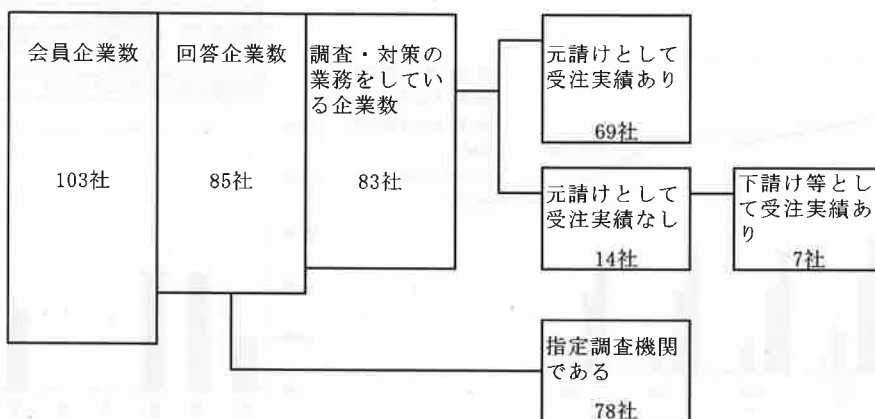 会員企業数
103社
回答企業数
85社
調査・対策の
業務をしてい
る企業数
83社
元請けとして
受注実績あり
69社
元請けとして
受注実績なし
14社
下請け等とし
て受注実績あ
り
7社
指定調査機関
である
78社